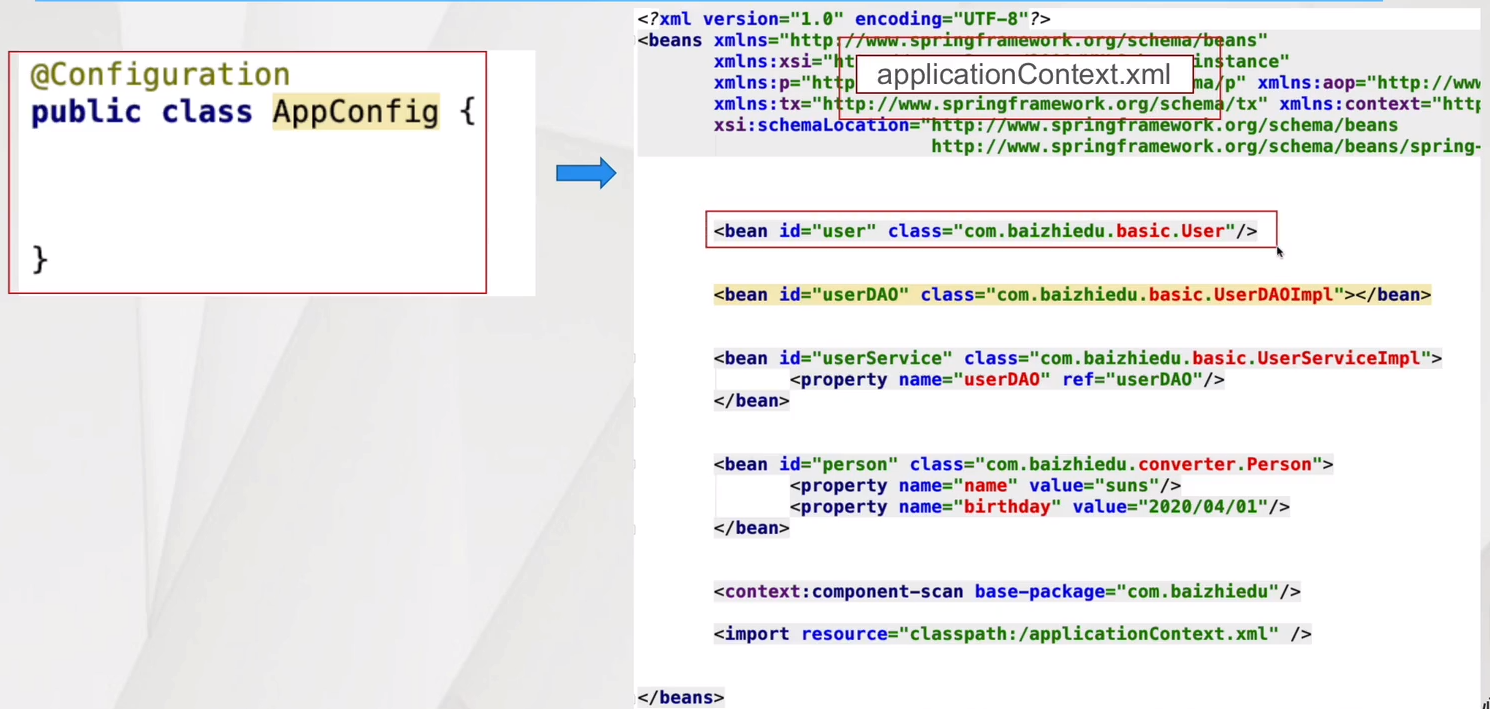 @Configuration
public class AppConfig {
}
<?xml version="1.0" encoding="UTF-8"?>
<beans xmlns="http://www.springframework.org/schema/beans"
xmlns:xsi="ht instance"
applicationContext.xml
xmlns:p="http ma/p" xmlns:aop="http://www
xmlns:tx="http://www.springframework.org/schema/tx" xmlns:context="http
xsi:schemaLocation="http://www.springframework.org/schema/beans
http://www.springframework.org/schema/beans/spring-
<bean id="user" class="com.baizhiedu.basic.User"/>
<bean id="userDAO" class="com.baizhiedu.basic.UserDAOImpl"></bean>
<bean id="userService" class="com.baizhiedu.basic.UserServiceImpl">
<property name="userDAO" ref="userDAO"/>
</bean>
<bean id="person" class="com.baizhiedu.converter.Person">
<property name="name" value="suns"/>
<property name="birthday" value="2020/04/01"/>
</bean>
<context:component-scan base-package="com.baizhiedu"/>
<import resource="classpath:/applicationContext.xml" />
</beans>